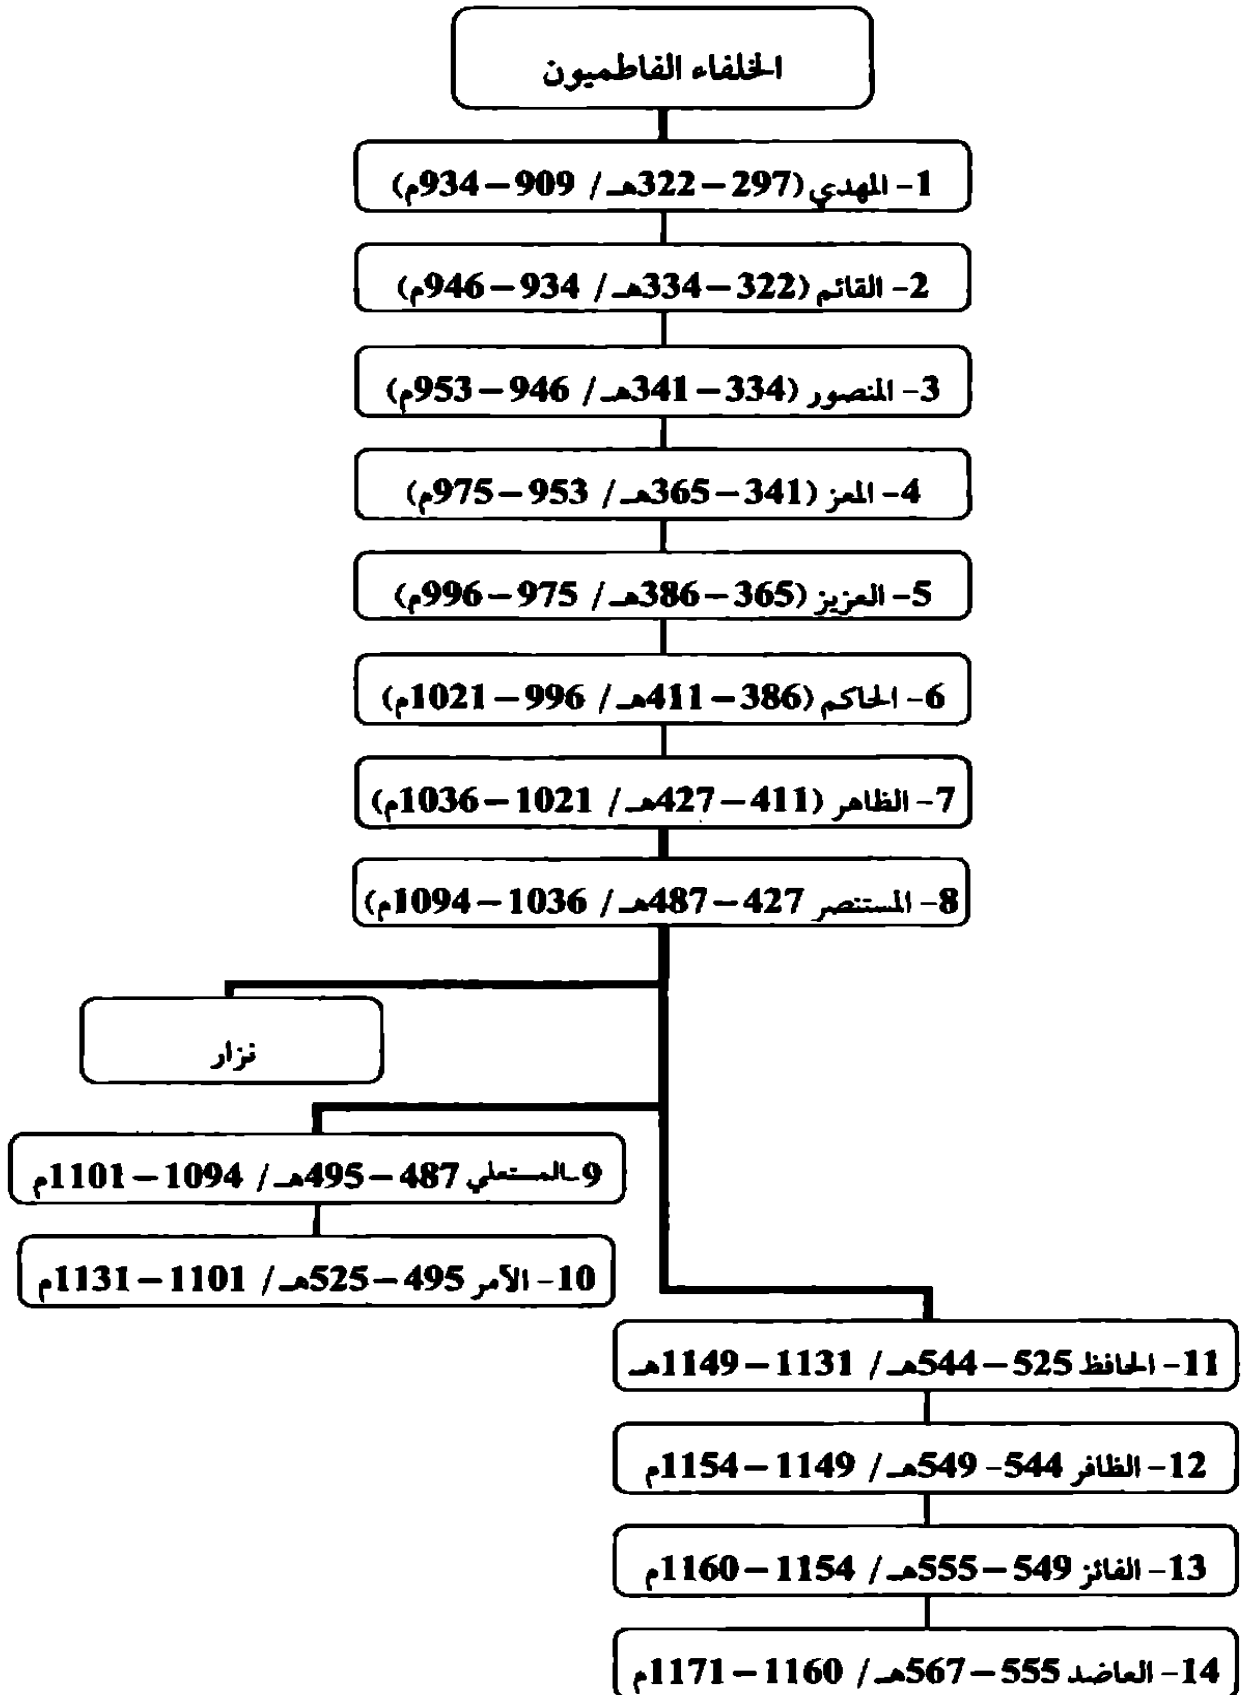 الخلفاء الفاطميون
1- المهدي (297–322هـ / 909–934م)
2- القائم (322–334هـ / 934–946م)
3- المنصور (334–341هـ / 946–953م)
4- المعز (341–365هـ / 953–975م)
5- العزيز (365–386هـ / 975–996م)
6- الحاكم (386–411هـ / 996–1021م)
7- الظاهر (411–427هـ / 1021–1036م)
8- المستنصر 427–487هـ / 1036–1094م)
نزار
9-المستعلي 487–495هـ / 1094–1101م
10- الآمر 495–525هـ / 1101–1131م
11- الحافظ 525–544هـ / 1131–1149هـ
12- الظافر 544- 549هـ / 1149–1154م
13- الفائز 549–555هـ / 1154–1160م
14- العاضد 555–567هـ / 1160–1171م